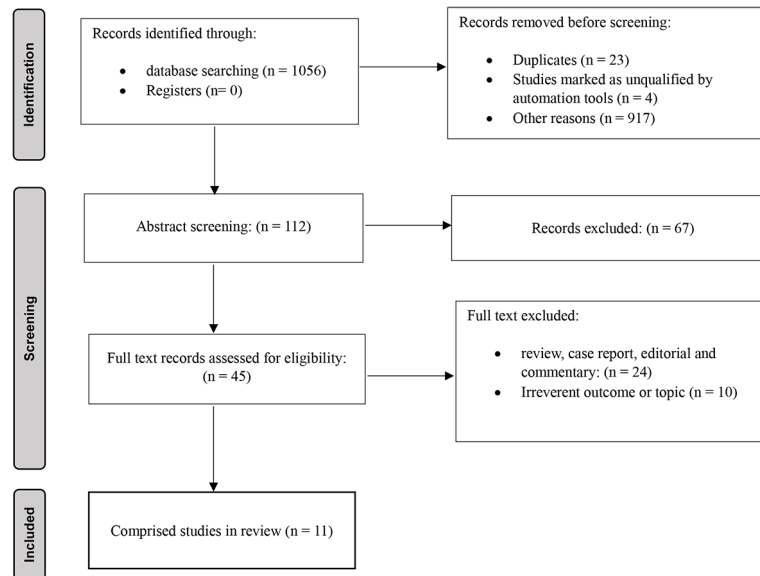 Identification
Records identified through:
• database searching (n = 1056)
• Registers (n= 0)
Records removed before screening:
• Duplicates (n = 23)
• Studies marked as unqualified by
automation tools (n = 4)
• Other reasons (n = 917)
Screening
Abstract screening: (n = 112)
Records excluded: (n = 67)
Full text records assessed for eligibility:
(n = 45)
Full text excluded:
• review, case report, editorial and
commentary: (n = 24)
• Irreverent outcome or topic (n = 10)
Included
Comprised studies in review (n = 11)